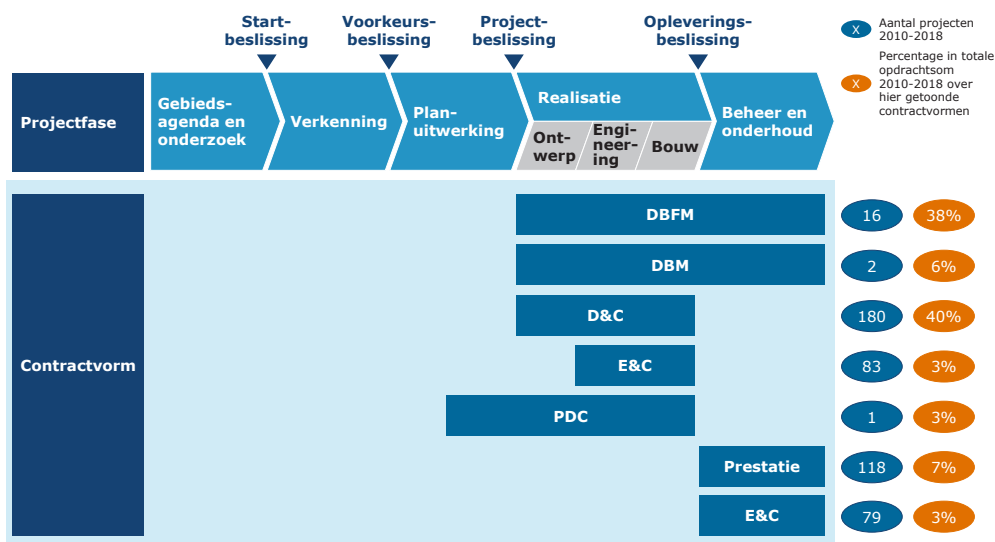 Start-
beslissing
Voorkeurs-
beslissing
Project-
beslissing
Opleverings-
beslissing
X
Aantal projecten
2010-2018
X
Percentage in totale
opdrachtsom
2010-2018 over
hier getoonde
contractvormen
Projectfase
Gebieds-
agenda en
onderzoek
Verkenning
Plan-
uitwerking
Realisatie
Ont-
werp
Engi-
neer-
ing
Bouw
Beheer en
onderhoud
Contractvorm
DBFM
16
38%
DBM
2
6%
D&C
180
40%
E&C
83
3%
PDC
1
3%
Prestatie
118
7%
E&C
79
3%